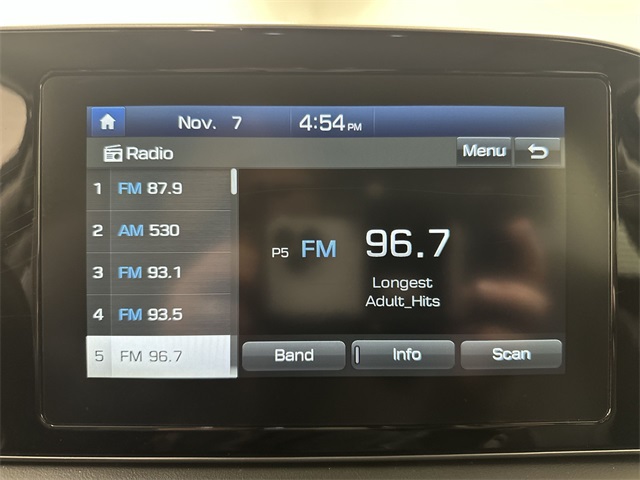 Nov. 7 4:54 PM
Radio Menu
1 FM 87.9
2 AM 530
3 FM 93.1
4 FM 93.5
5 FM 96.7
P5 FM 96.7
Longest
Adult_Hits
Band Info Scan